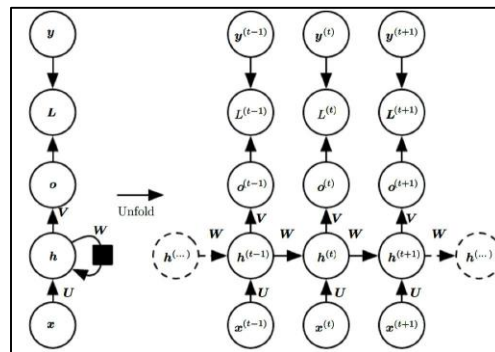 y y^(t-1) y^(t) y^(t+1)
L L^(t-1) L^(t) L^(t+1)
o o^(t-1) o^(t) o^(t+1)
Unfold
V W V V V
W W W W
h h^(...) h^(t-1) h^(t) h^(t+1) h^(...)
U U U U
x x^(t-1) x^(t) x^(t+1)